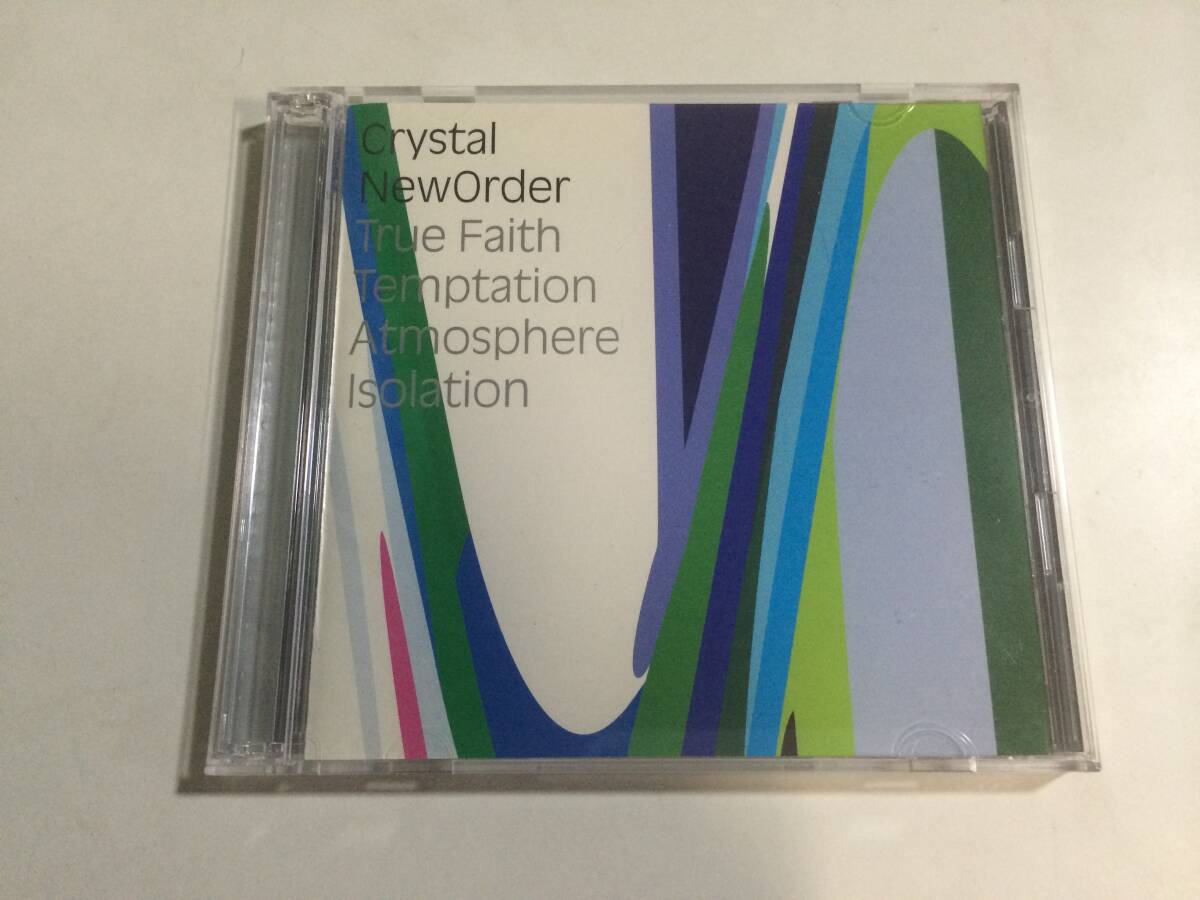 Crystal
NewOrder
True Faith
Temptation
Atmosphere
Isolation